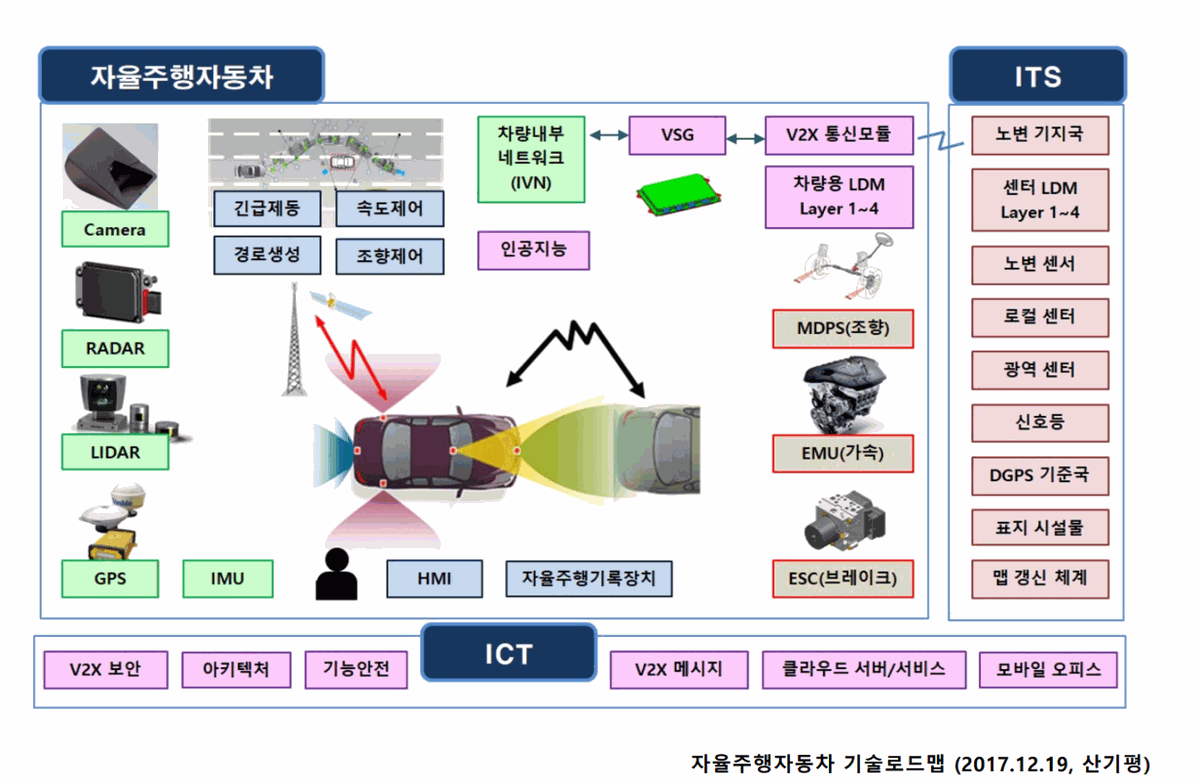 자율주행자동차
ITS
Camera
RADAR
LIDAR
GPS
IMU
긴급제동
속도제어
경로생성
조향제어
차량내부
네트워크
(IVN)
VSG
V2X 통신모듈
차량용 LDM
Layer 1~4
인공지능
MDPS(조향)
EMU(가속)
ESC(브레이크)
HMI
자율주행기록장치
노변 기지국
센터 LDM
Layer 1~4
노변 센서
로컬 센터
광역 센터
신호등
DGPS 기준국
표지 시설물
맵 갱신 체계
ICT
V2X 보안
아키텍처
기능안전
V2X 메시지
클라우드 서버/서비스
모바일 오피스
자율주행자동차 기술로드맵 (2017.12.19, 산기평)